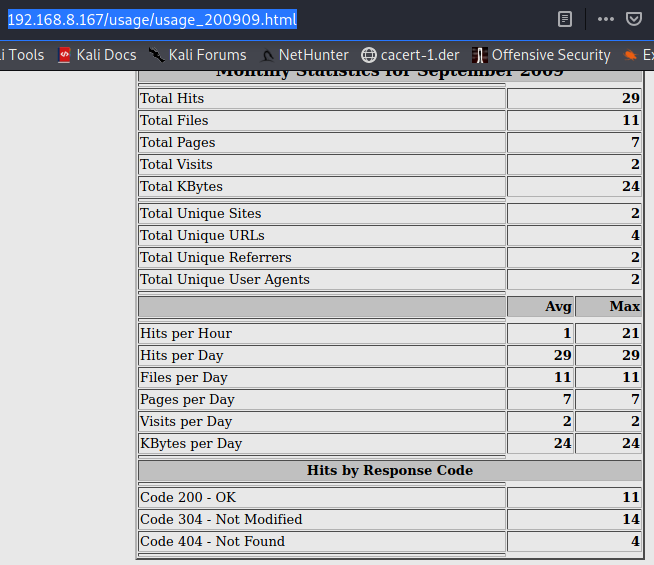 192.168.8.167/usage/usage_200909.html
i Tools Kali Docs Kali Forums NetHunter cacert-1.der Offensive Security Ex
Monthly Statistics for September 2009
Total Hits 29
Total Files 11
Total Pages 7
Total Visits 2
Total KBytes 24
Total Unique Sites 2
Total Unique URLs 4
Total Unique Referrers 2
Total Unique User Agents 2
Avg Max
Hits per Hour 1 21
Hits per Day 29 29
Files per Day 11 11
Pages per Day 7 7
Visits per Day 2 2
KBytes per Day 24 24
Hits by Response Code
Code 200 - OK 11
Code 304 - Not Modified 14
Code 404 - Not Found 4